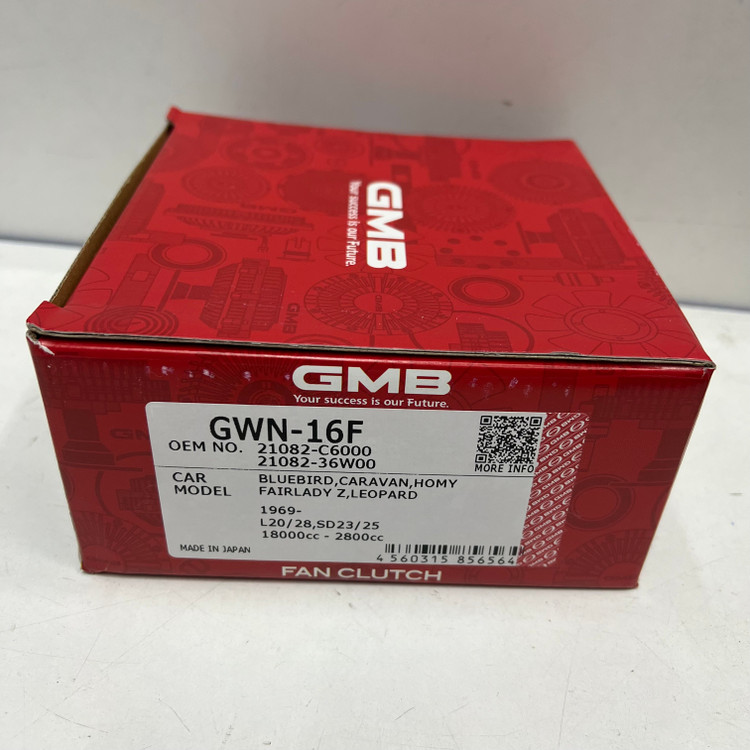 GMB
Your success is our Future.
GMB
Your success is our Future.
GWN-16F
OEM NO. 21082-C6000
21082-36W00
MORE INFO
CAR MODEL
BLUEBIRD,CARAVAN,HOMY
FAIRLADY Z,LEOPARD
1969-
L20/28,SD23/25
18000cc - 2800cc
MADE IN JAPAN
4 560315 856564
FAN CLUTCH